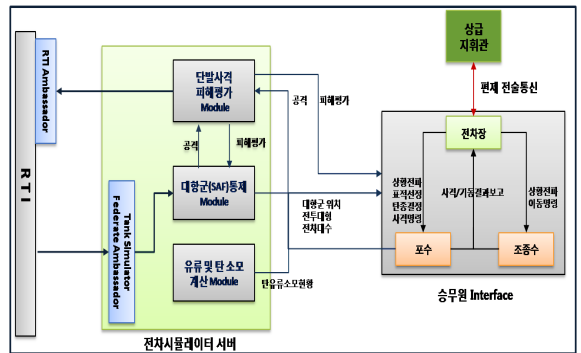 상급
지휘관
편제 전술통신
RTI
RTI Ambassador
단발사격
피해평가
Module
공격
피해평가
공격
피해평가
대항군(SAF)통제
Module
Tank Simulator
Federate Ambassador
유류 및 탄 소모
계산 Module
대항군 위치
전투대형
전차대수
탄유류소모현황
전차장
상황전파
표적선정
탄종결정
사격명령
사격/기동결과보고
상황전파
이동명령
포수
조종수
승무원 Interface
전차시뮬레이터 서버